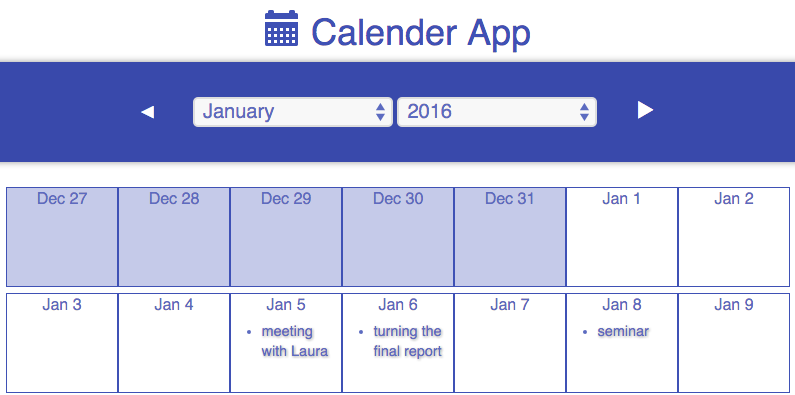 Calender App
January 2016
Dec 27 Dec 28 Dec 29 Dec 30 Dec 31 Jan 1 Jan 2
Jan 3 Jan 4 Jan 5 Jan 6 Jan 7 Jan 8 Jan 9
• meeting • turning the • seminar
with Laura final report